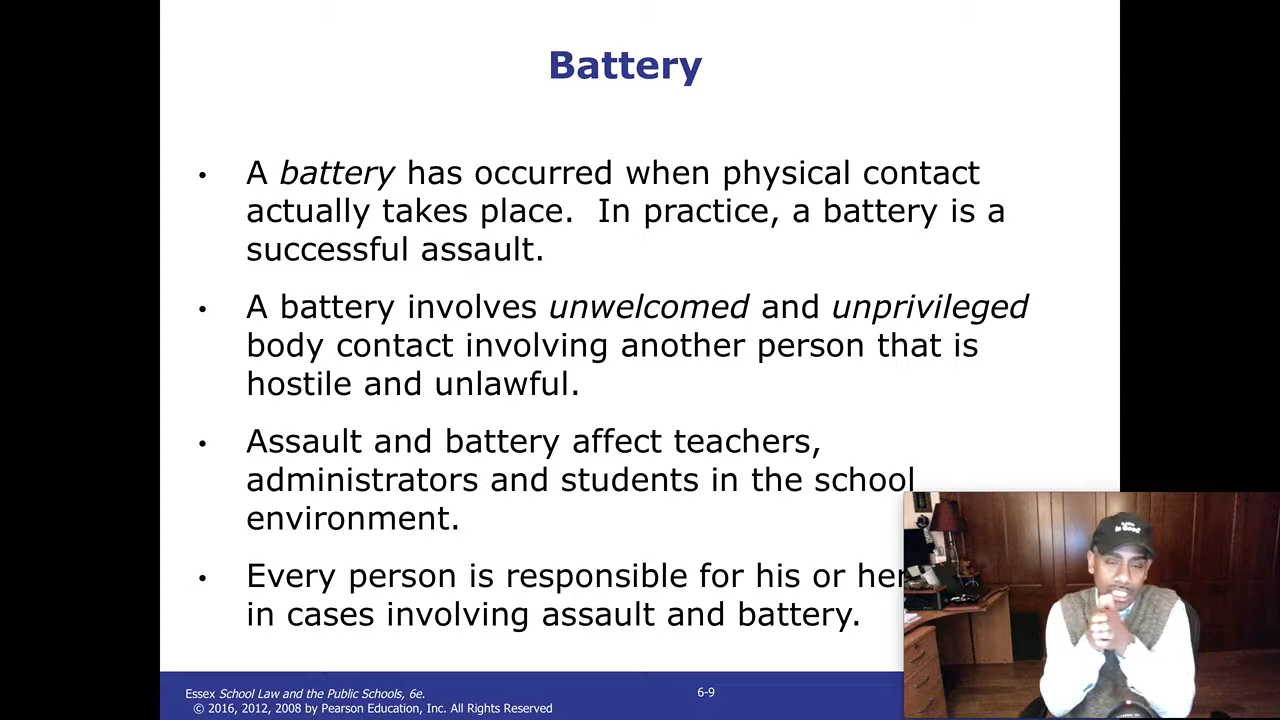 Battery
• A battery has occurred when physical contact
actually takes place. In practice, a battery is a
successful assault.
• A battery involves unwelcomed and unprivileged
body contact involving another person that is
hostile and unlawful.
• Assault and battery affect teachers,
administrators and students in the school
environment.
• Every person is responsible for his or her
in cases involving assault and battery.
Essex School Law and the Public Schools, 6e.
© 2016, 2012, 2008 by Pearson Education, Inc. All Rights Reserved
6-9
is Good